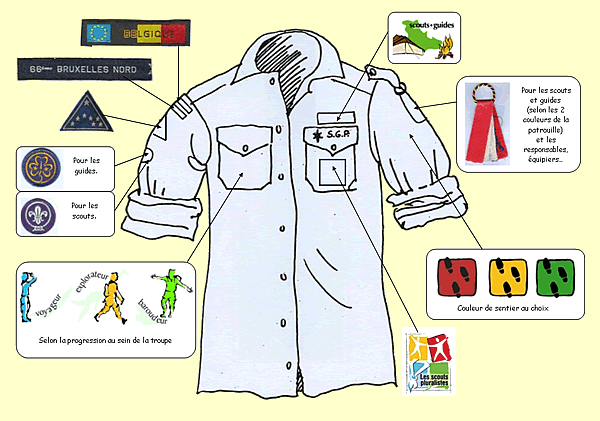 BELGIQUE
66ème BRUXELLES NORD
Pour les
guides.
Pour les
scouts.
voyageur
explorateur
baroudeur
Selon la progression au sein de la troupe
scouts+guides
S.G.P.
Pour les scouts
et guides
(selon les 2
couleurs de la
patrouille)
et les
responsables,
équipiers..
Couleur de sentier au choix
Les scouts
pluralistes